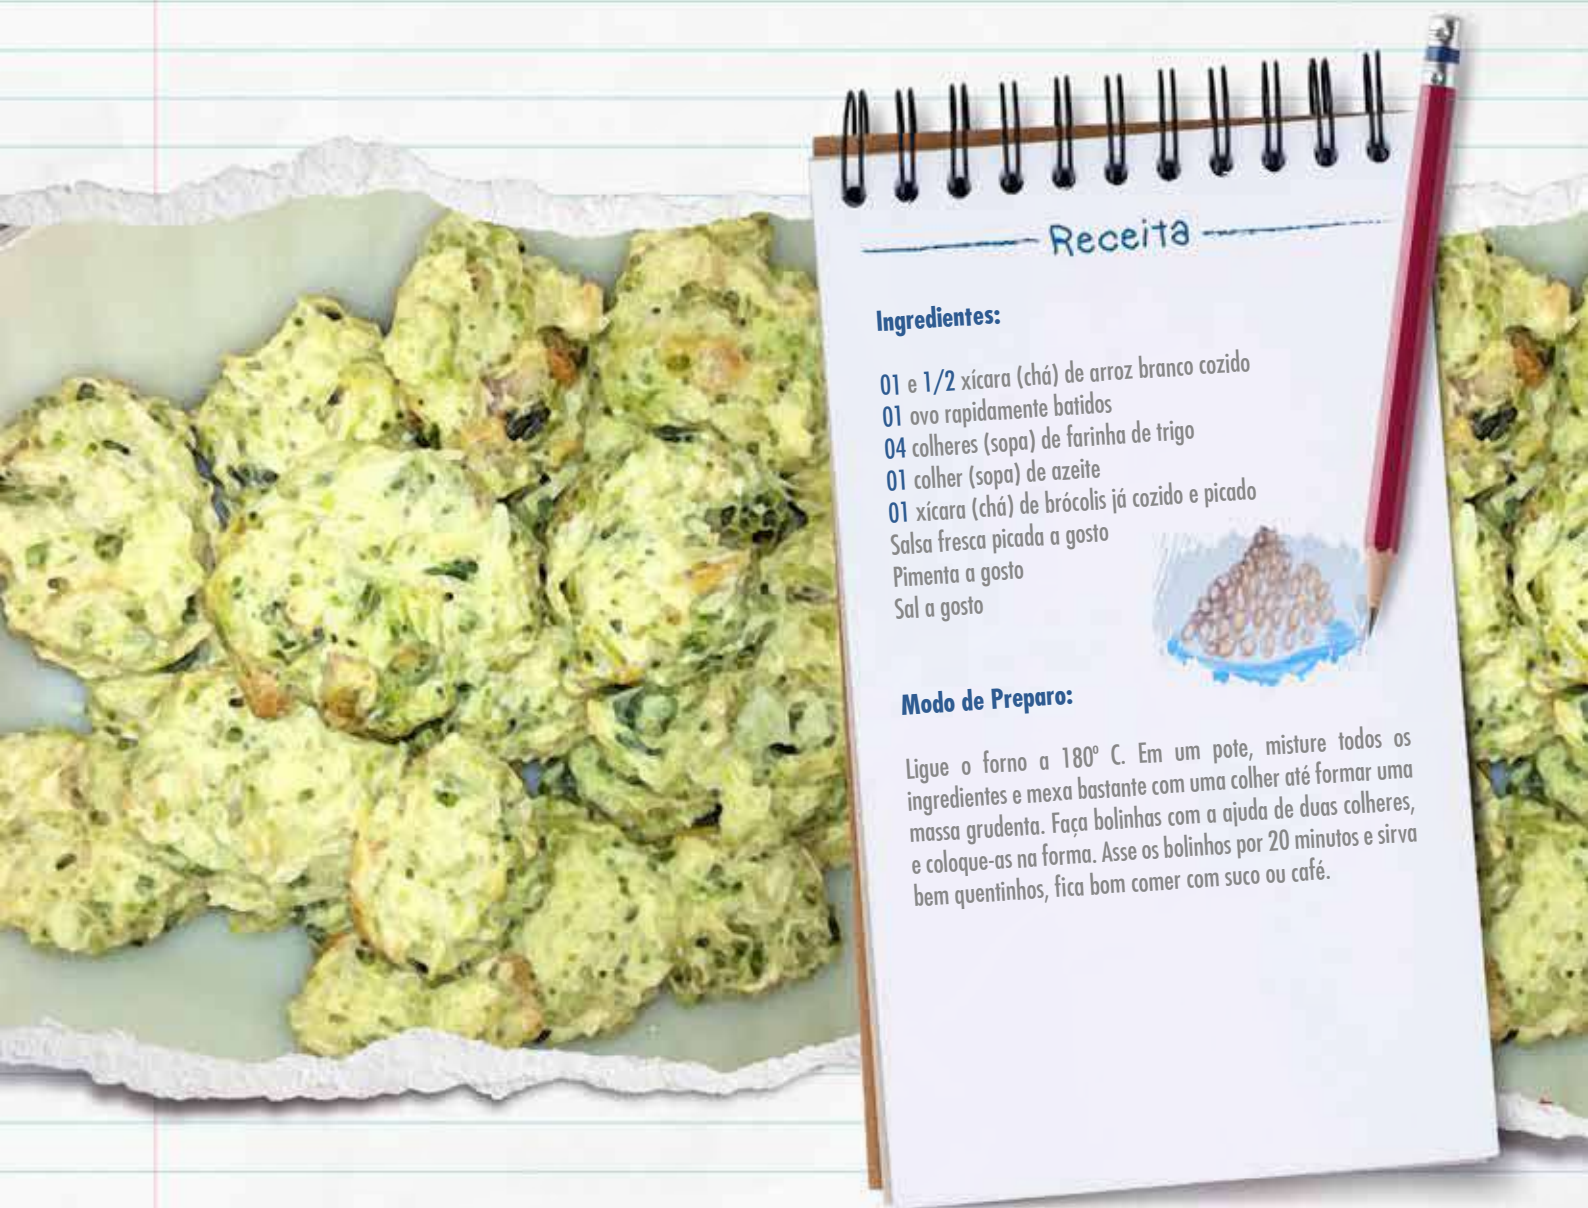 Receita
Ingredientes:
01 e 1/2 xícara (chá) de arroz branco cozido
01 ovo rapidamente batidos
04 colheres (sopa) de farinha de trigo
01 colher (sopa) de azeite
01 xícara (chá) de brócolis já cozido e picado
Salsa fresca picada a gosto
Pimenta a gosto
Sal a gosto
Modo de Preparo:
Ligue o forno a 180º C. Em um pote, misture todos os
ingredientes e mexa bastante com uma colher até formar uma
massa grudenta. Faça bolinhas com a ajuda de duas colheres,
e coloque-as na forma. Asse os bolinhos por 20 minutos e sirva
bem quentinhos, fica bom comer com suco ou café.